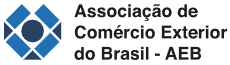 Associação de
Comércio Exterior
do Brasil - AEB